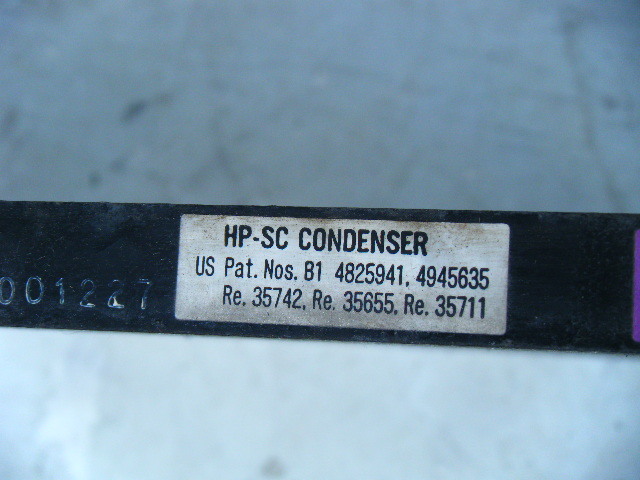 HP-SC CONDENSER
US Pat. Nos. B1 4825941, 4945635
Re. 35742, Re. 35655, Re. 35711
001227